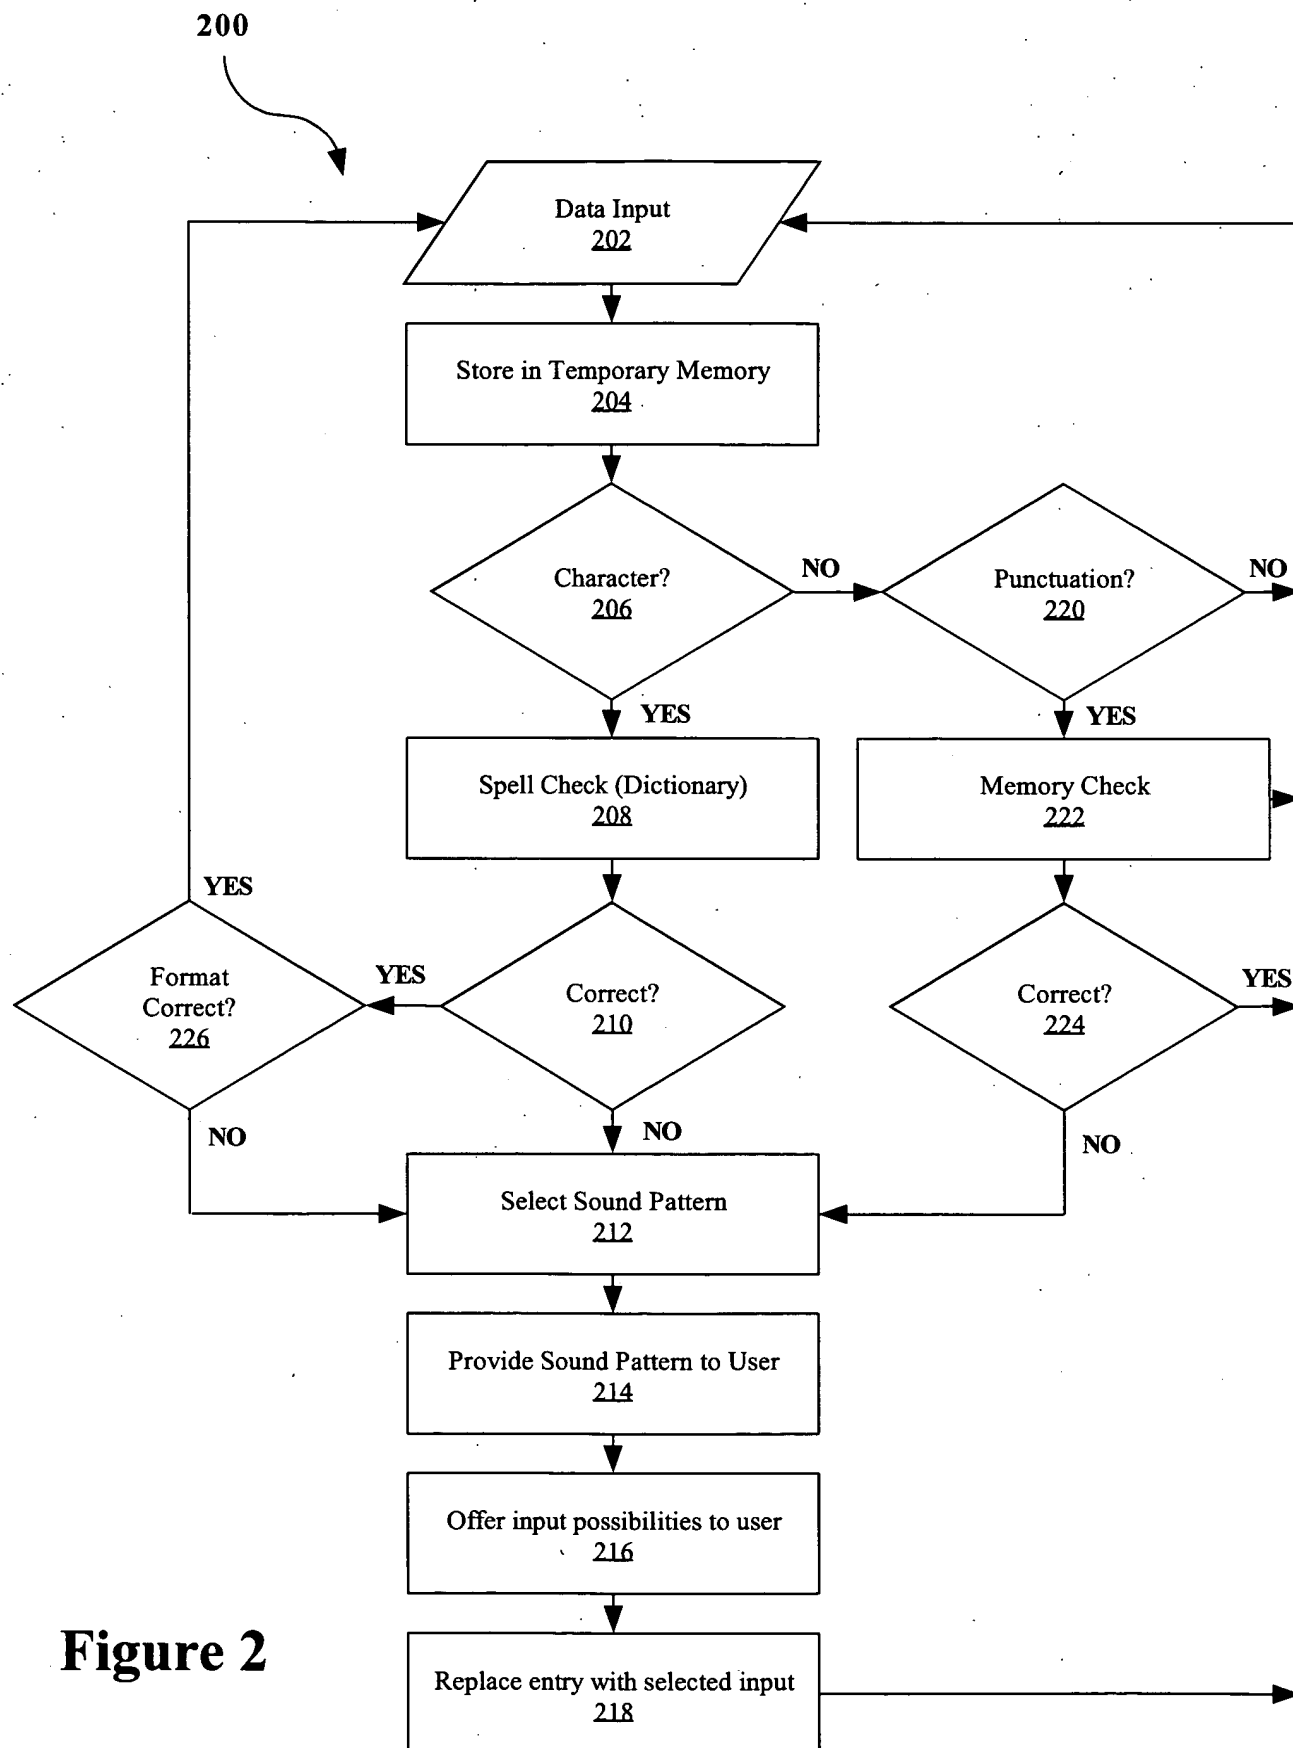 200
Data Input
202
Store in Temporary Memory
204
Character?
206
NO
Punctuation?
220
NO
YES
YES
Spell Check (Dictionary)
208
Memory Check
222
YES
Format
Correct?
226
YES
Correct?
210
Correct?
224
YES
NO
NO
NO
Select Sound Pattern
212
Provide Sound Pattern to User
214
Offer input possibilities to user
216
Figure 2
Replace entry with selected input
218